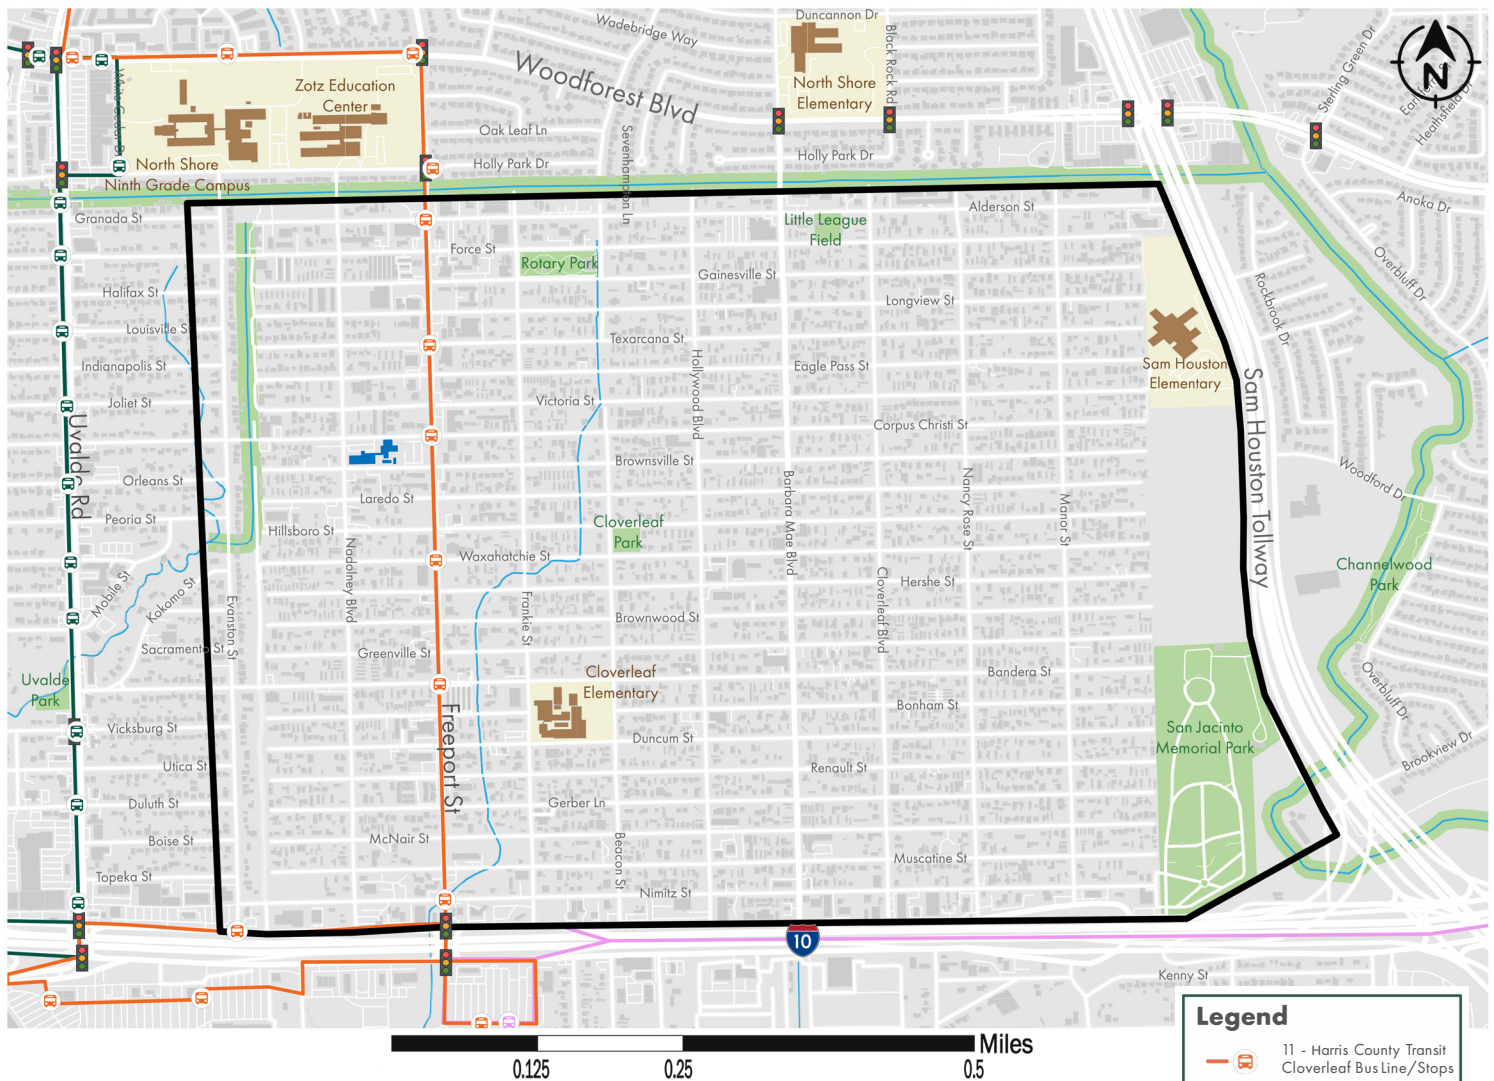 Duncannon Dr
Wadebridge Way
Black Rock Rd
Sterling Green Dr
Woodforest Blvd
N
Zotz Education
Center
North Shore
Elementary
Heathsfield Dr
White Cedar Dr
Oak Leaf Ln
Sevenhampton Ln
Holly Park Dr
Holly Park Dr
North Shore
Ninth Grade Campus
Anoka Dr
Granada St
Alderson St
Little League
Field
Force St
Rotary Park
Gainesville St
Overbluff Dr
Halifax St
Longview St
Rockbrook Dr
Louisville St
Texarcana St
Indianapolis St
Hollywood Blvd
Eagle Pass St
Sam Houston
Elementary
Joliet St
Victoria St
Sam Houston Tollway
Uvalde Rd
Corpus Christi St
Brownsville St
Woodford Dr
Orleans St
Laredo St
Barbara Mae Blvd
Nancy Rose St
Manor St
Peoria St
Hillsboro St
Cloverleaf
Park
Nadolney Blvd
Waxahatchie St
Channelwood
Park
Mobile St
Kokomo St
Hershe St
Cloverleaf Blvd
Evanston St
Frankie St
Brownwood St
Sacramento St
Greenville St
Uvalde
Park
Cloverleaf
Elementary
Bandera St
Overbluff Dr
Bonham St
Freeport St
Vicksburg St
San Jacinto
Memorial Park
Duncum St
Brookview Dr
Utica St
Renault St
Duluth St
Gerber Ln
Boise St
McNair St
Beacon St
Muscatine St
Topeka St
Nimitz St
10
Kenny St
Legend
11 - Harris County Transit
Cloverleaf Bus Line/Stops
Miles
0.125
0.25
0.5